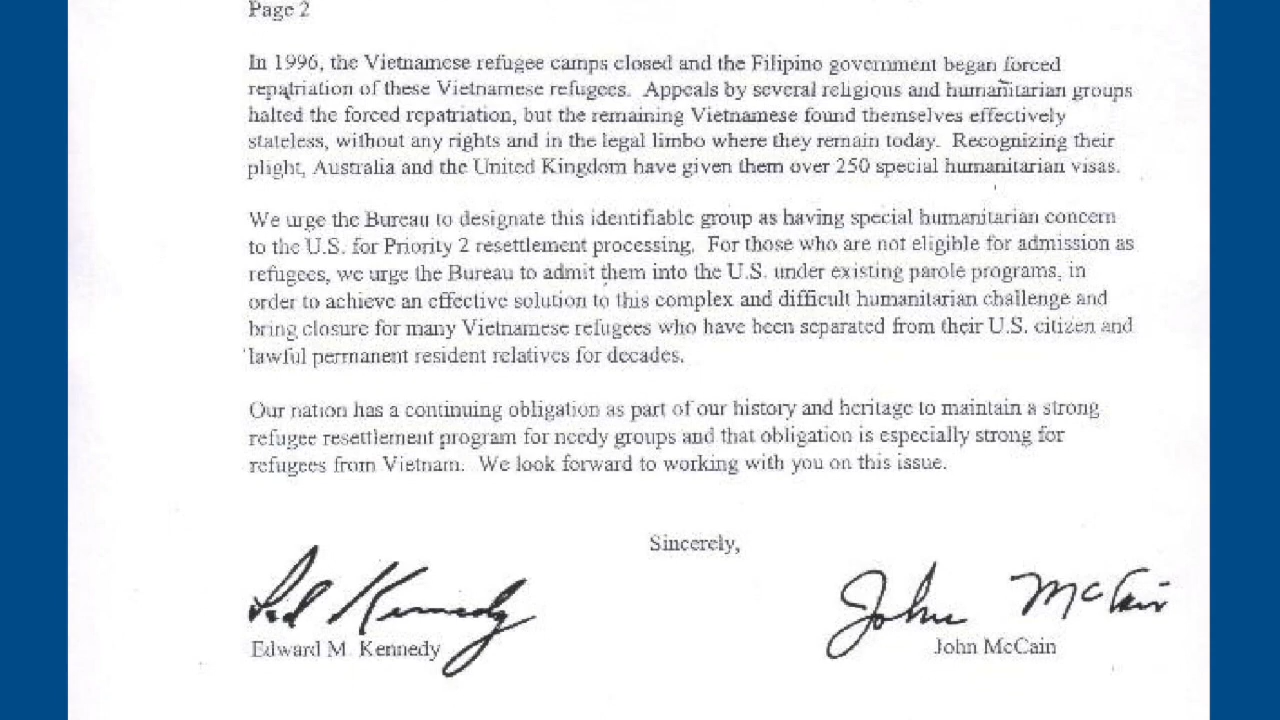 Page 2
In 1996, the Vietnamese refugee camps closed and the Filipino government began forced
repatriation of these Vietnamese refugees. Appeals by several religious and humanitarian groups
halted the forced repatriation, but the remaining Vietnamese found themselves effectively
stateless, without any rights and in the legal limbo where they remain today. Recognizing their
plight, Australia and the United Kingdom have given them over 250 special humanitarian visas.
We urge the Bureau to designate this identifiable group as having special humanitarian concern
to the U.S. for Priority 2 resettlement processing. For those who are not eligible for admission as
refugees, we urge the Bureau to admit them into the U.S. under existing parole programs, in
order to achieve an effective solution to this complex and difficult humanitarian challenge and
bring closure for many Vietnamese refugees who have been separated from their U.S. citizen and
lawful permanent resident relatives for decades.
Our nation has a continuing obligation as part of our history and heritage to maintain a strong
refugee resettlement program for needy groups and that obligation is especially strong for
refugees from Vietnam. We look forward to working with you on this issue.
Sincerely,
Ted Kennedy John McCain
Edward M. Kennedy John McCain